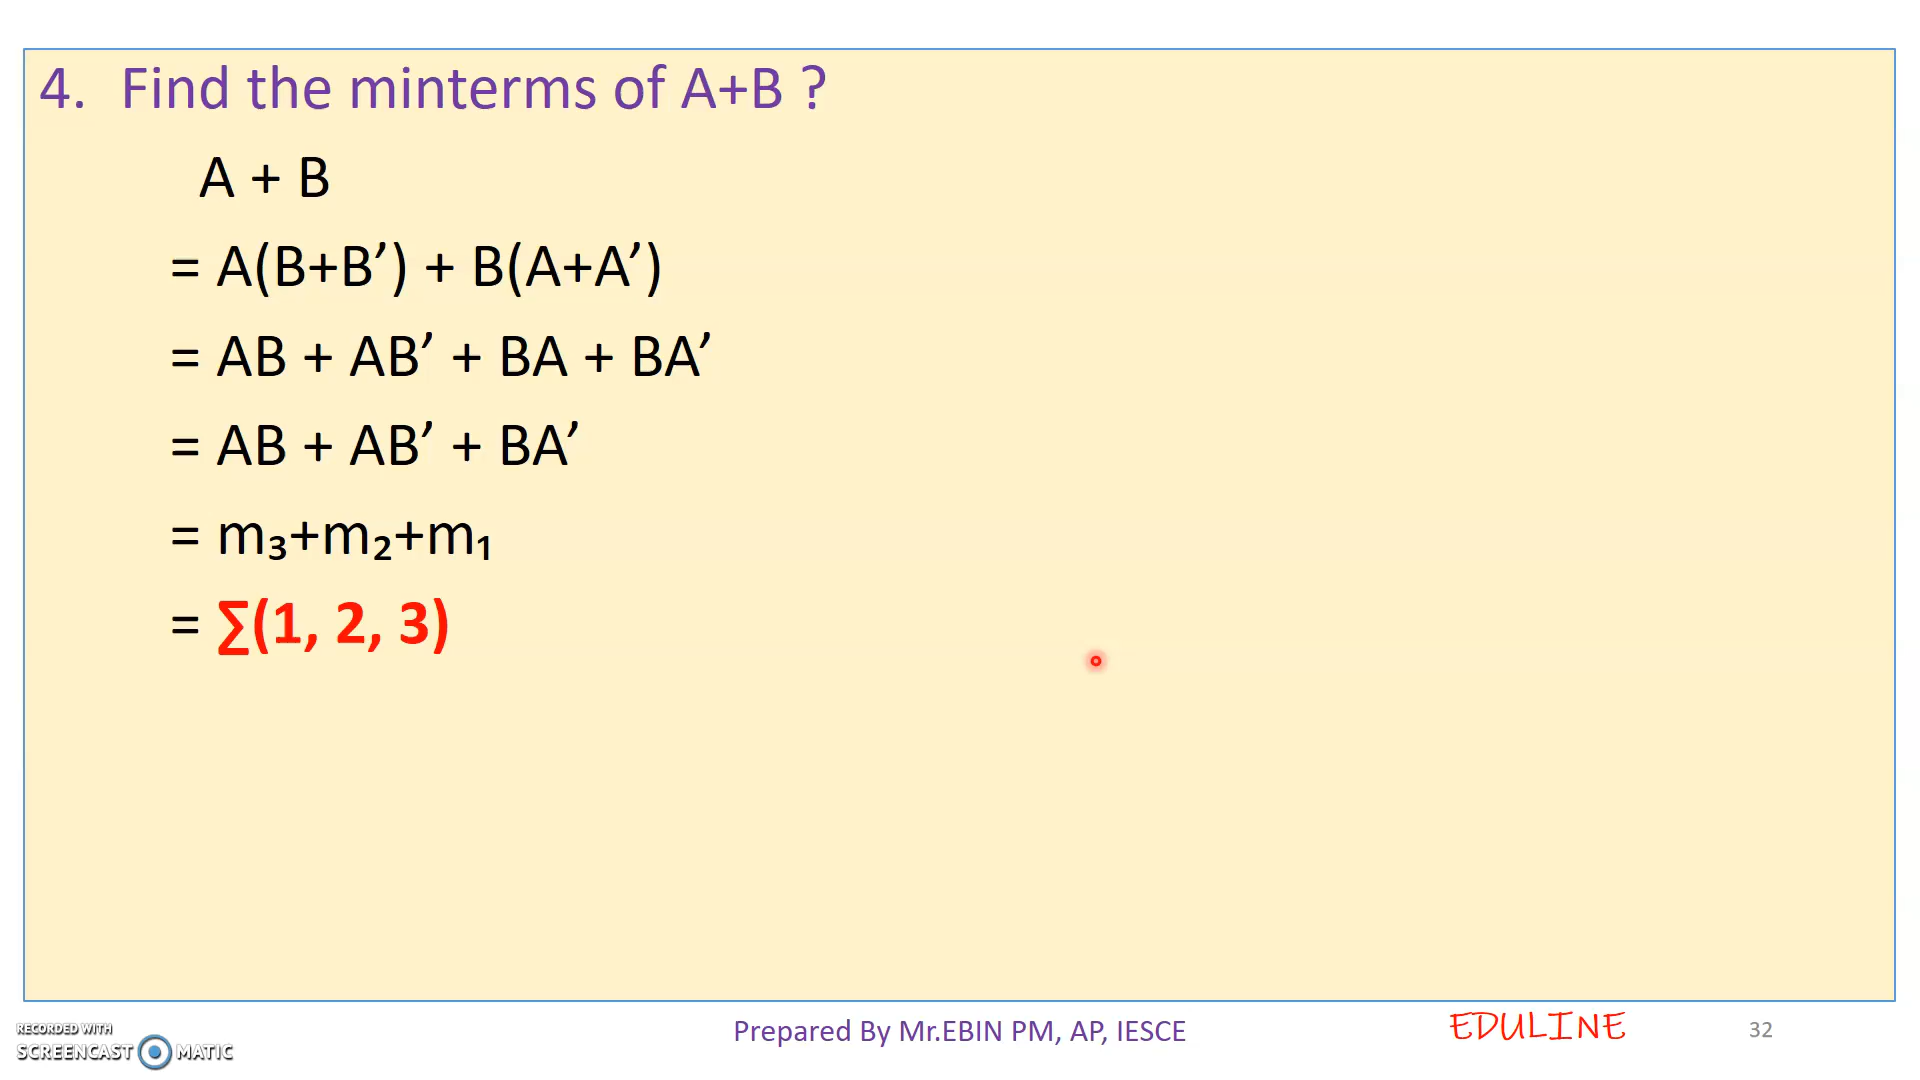 4. Find the minterms of A+B ?
A + B
= A(B+B’) + B(A+A’)
= AB + AB’ + BA + BA’
= AB + AB’ + BA’
= m₃+m₂+m₁
= ∑(1, 2, 3)
RECORDED WITH
SCREENCAST MATIC
Prepared By Mr.EBIN PM, AP, IESCE
EDULINE
32